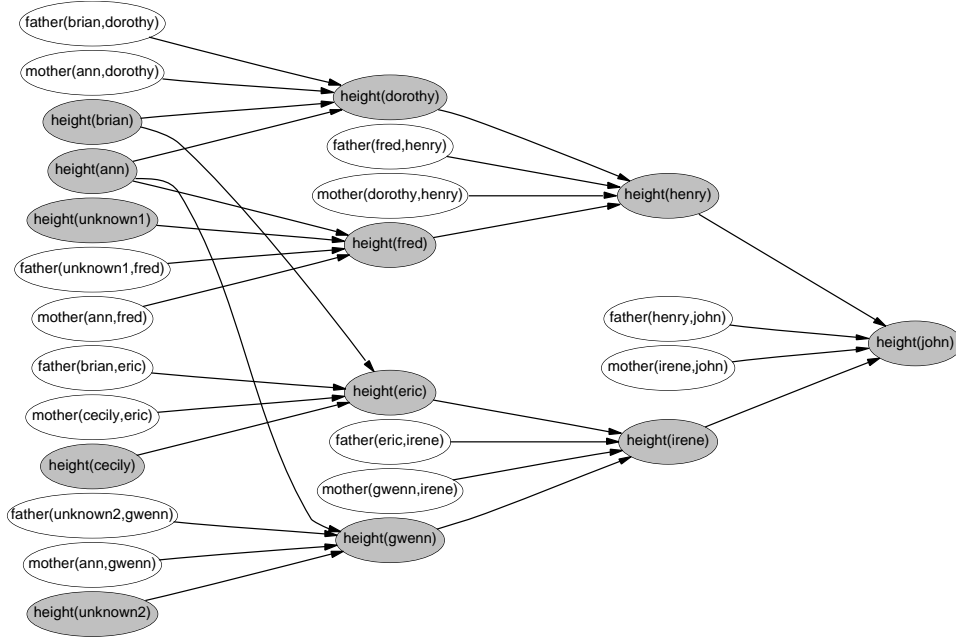 father(brian,dorothy)
mother(ann,dorothy)
height(brian)
height(ann)
height(unknown1)
father(unknown1,fred)
mother(ann,fred)
father(brian,eric)
mother(cecily,eric)
height(cecily)
father(unknown2,gwenn)
mother(ann,gwenn)
height(unknown2)
height(dorothy)
father(fred,henry)
mother(dorothy,henry)
height(fred)
height(eric)
father(eric,irene)
mother(gwenn,irene)
height(gwenn)
height(henry)
father(henry,john)
mother(irene,john)
height(irene)
height(john)